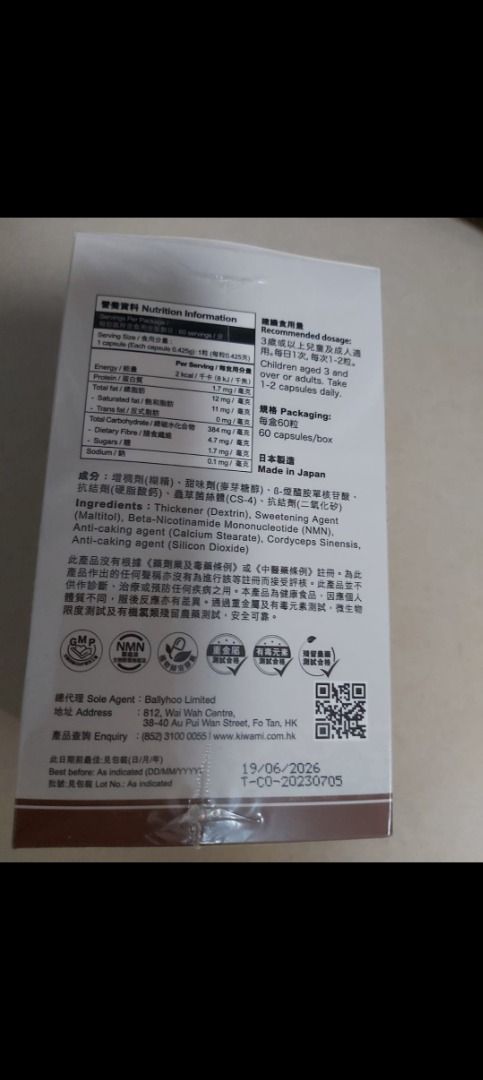 營養資料 Nutrition Information
Servings Per Package /
60 servings / 份
Serving Size / 食用分量 :
1 capsule (Each capsule 0.425g) / 1粒 (每粒0.425克)
Per Serving / 每食用分量
Energy / 能量 2 kcal / 千卡 (8 kJ / 千焦)
Protein / 蛋白質 1.7 mg / 毫克
Total fat / 總脂肪 12 mg / 毫克
- Saturated fat / 飽和脂肪 11 mg / 毫克
- Trans fat / 反式脂肪 0 mg / 毫克
Total Carbohydrate / 總碳水化合物 384 mg / 毫克
- Dietary Fibre / 膳食纖維 4.7 mg / 毫克
- Sugars / 糖 1.7 mg / 毫克
Sodium / 鈉 0.1 mg / 毫克
建議食用量
Recommended dosage:
3歲或以上兒童及成人適
用。每日1次, 每次1-2粒。
Children aged 3 and
over or adults. Take
1-2 capsules daily.
規格 Packaging:
每盒60粒
60 capsules/box
日本製造
Made in Japan
成分 : 增稠劑(糊精)、甜味劑(麥芽糖醇)、β-煙酰胺單核苷酸、
抗結劑(硬脂酸鈣)、蟲草菌絲體(CS-4)、抗結劑(二氧化矽)
Ingredients : Thickener (Dextrin), Sweetening Agent
(Maltitol), Beta-Nicotinamide Mononucleotide (NMN),
Anti-caking agent (Calcium Stearate), Cordyceps Sinensis,
Anti-caking agent (Silicon Dioxide)
此產品沒有根據《藥劑業及毒藥條例》或《中醫藥條例》註冊。為此
產品作出的任何聲稱亦沒有為進行該等註冊而接受評核。此產品並不
供作診斷、治療或預防任何疾病之用。本產品為健康食品，因應個人
體質不同，服後反應亦有差異。通過重金屬及有毒元素測試、微生物
限度測試及有機氯類殘留農藥測試，安全可靠。
GMP
NMN
重金屬
測試合格
有毒元素
測試合格
殘留農藥
測試合格
總代理 Sole Agent : Ballyhoo Limited
地址 Address : 812, Wai Wah Centre,
38-40 Au Pui Wan Street, Fo Tan, HK
產品查詢 Enquiry : (852) 3100 0055 | www.kiwami.com.hk
此日期前最佳:見包裝(日/月/年)
Best before: As indicated (DD/MM/YYYY)
批號:見包裝 Lot No.: As indicated
19/06/2026
T-CO-20230705